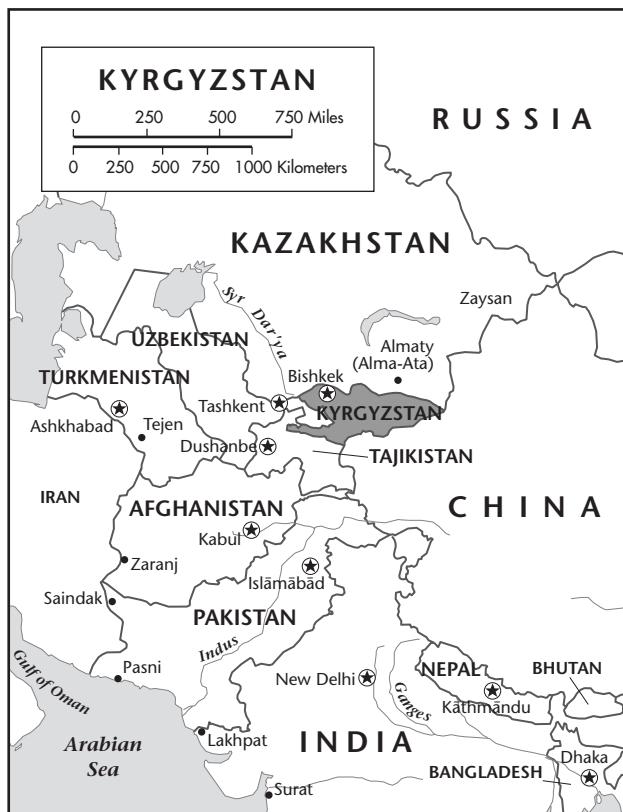 KYRGYZSTAN
0 250 500 750 Miles
0 250 500 750 1000 Kilometers
RUSSIA
KAZAKHSTAN
Zaysan
Syr Dar'ya
UZBEKISTAN
Almaty
(Alma-Ata)
Bishkek
TURKMENISTAN
Tashkent
KYRGYZSTAN
Ashkhabad
Tejen
Dushanbe
TAJIKISTAN
IRAN
AFGHANISTAN
CHINA
Kabul
Zaranj
Islāmābād
Saindak
PAKISTAN
Indus
Gulf of Oman
Pasni
New Delhi
NEPAL
BHUTAN
Ganges
Kāthmāndu
Arabian
Sea
Lakhpat
INDIA
Dhaka
BANGLADESH
Surat